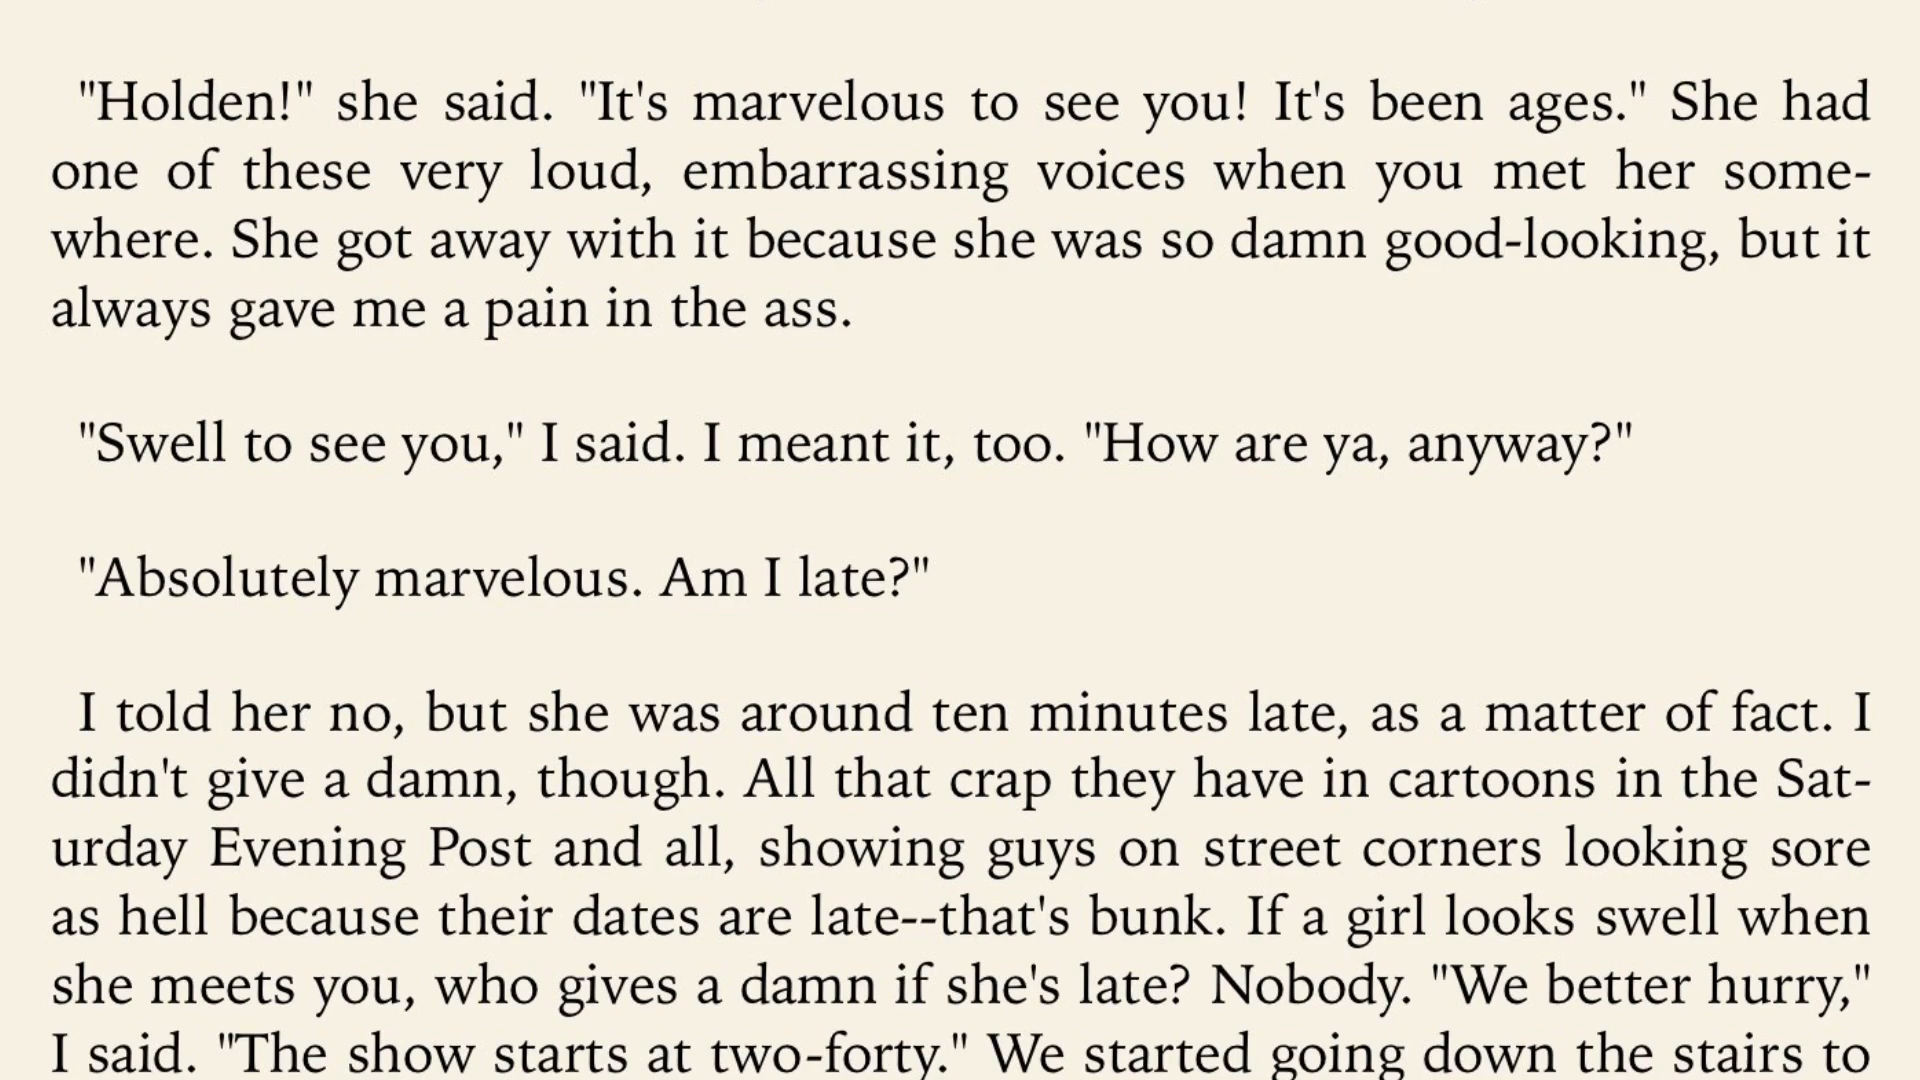 "Holden!" she said. "It's marvelous to see you! It's been ages." She had
one of these very loud, embarrassing voices when you met her some-
where. She got away with it because she was so damn good-looking, but it
always gave me a pain in the ass.
"Swell to see you," I said. I meant it, too. "How are ya, anyway?"
"Absolutely marvelous. Am I late?"
I told her no, but she was around ten minutes late, as a matter of fact. I
didn't give a damn, though. All that crap they have in cartoons in the Sat-
urday Evening Post and all, showing guys on street corners looking sore
as hell because their dates are late--that's bunk. If a girl looks swell when
she meets you, who gives a damn if she's late? Nobody. "We better hurry,"
I said. "The show starts at two-forty." We started going down the stairs to